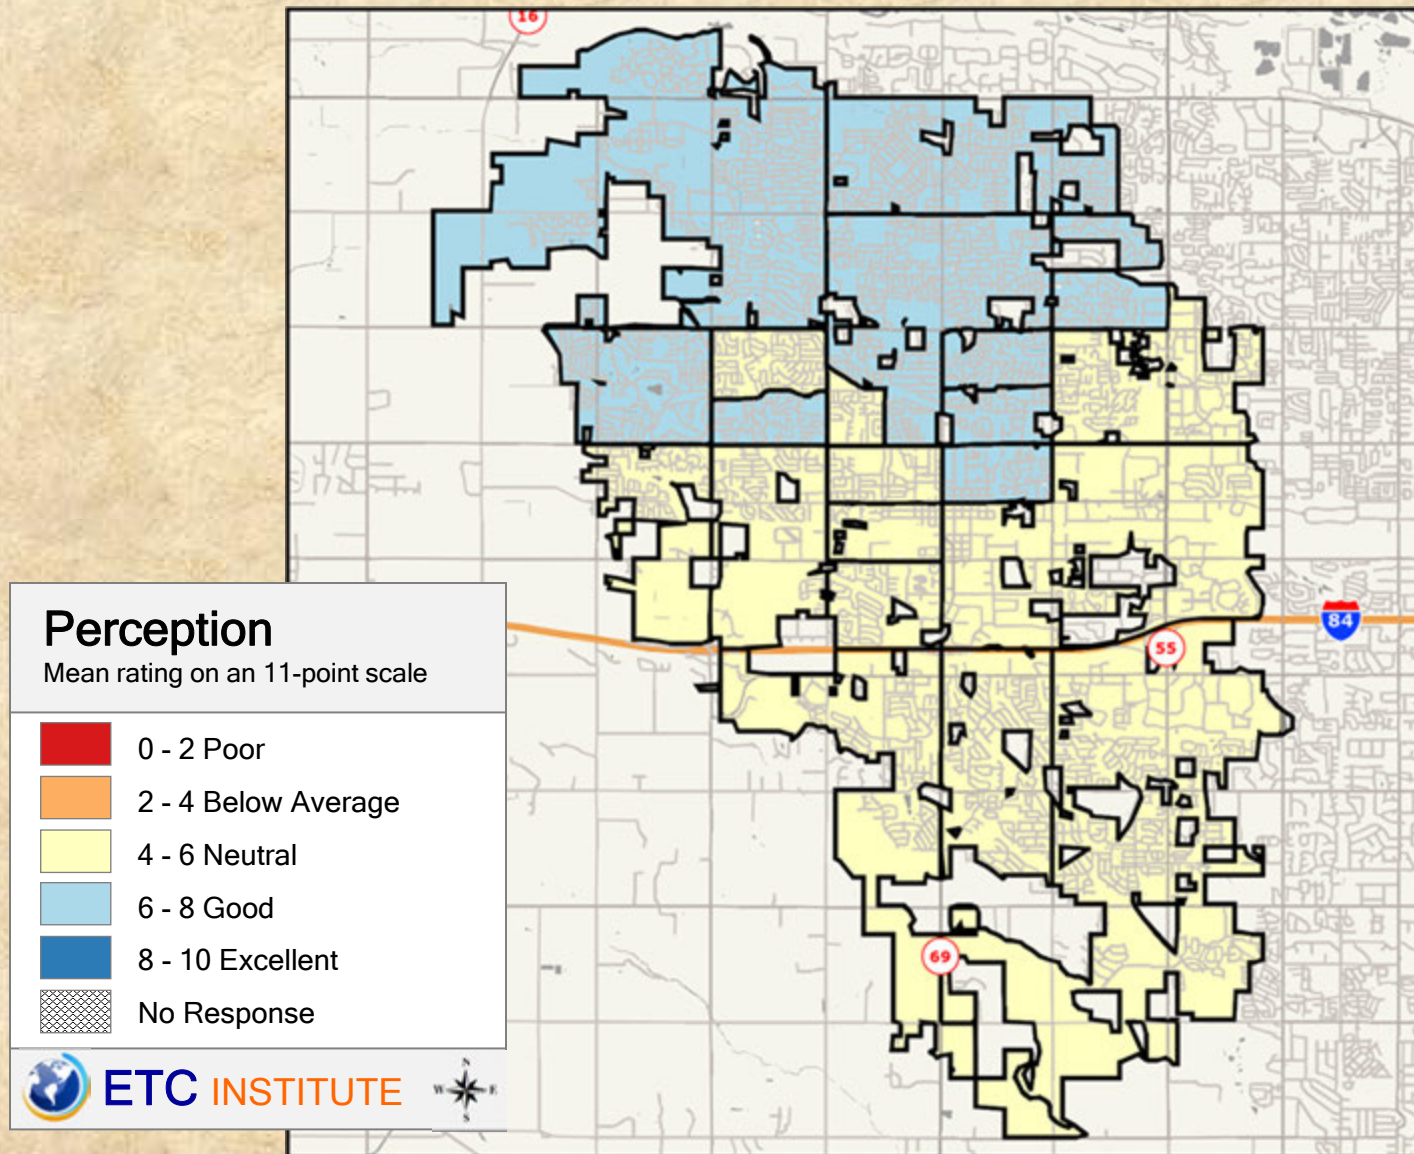 16
84
55
69
Perception
Mean rating on an 11-point scale
0 - 2 Poor
2 - 4 Below Average
4 - 6 Neutral
6 - 8 Good
8 - 10 Excellent
No Response
ETC INSTITUTE
N
W E
S